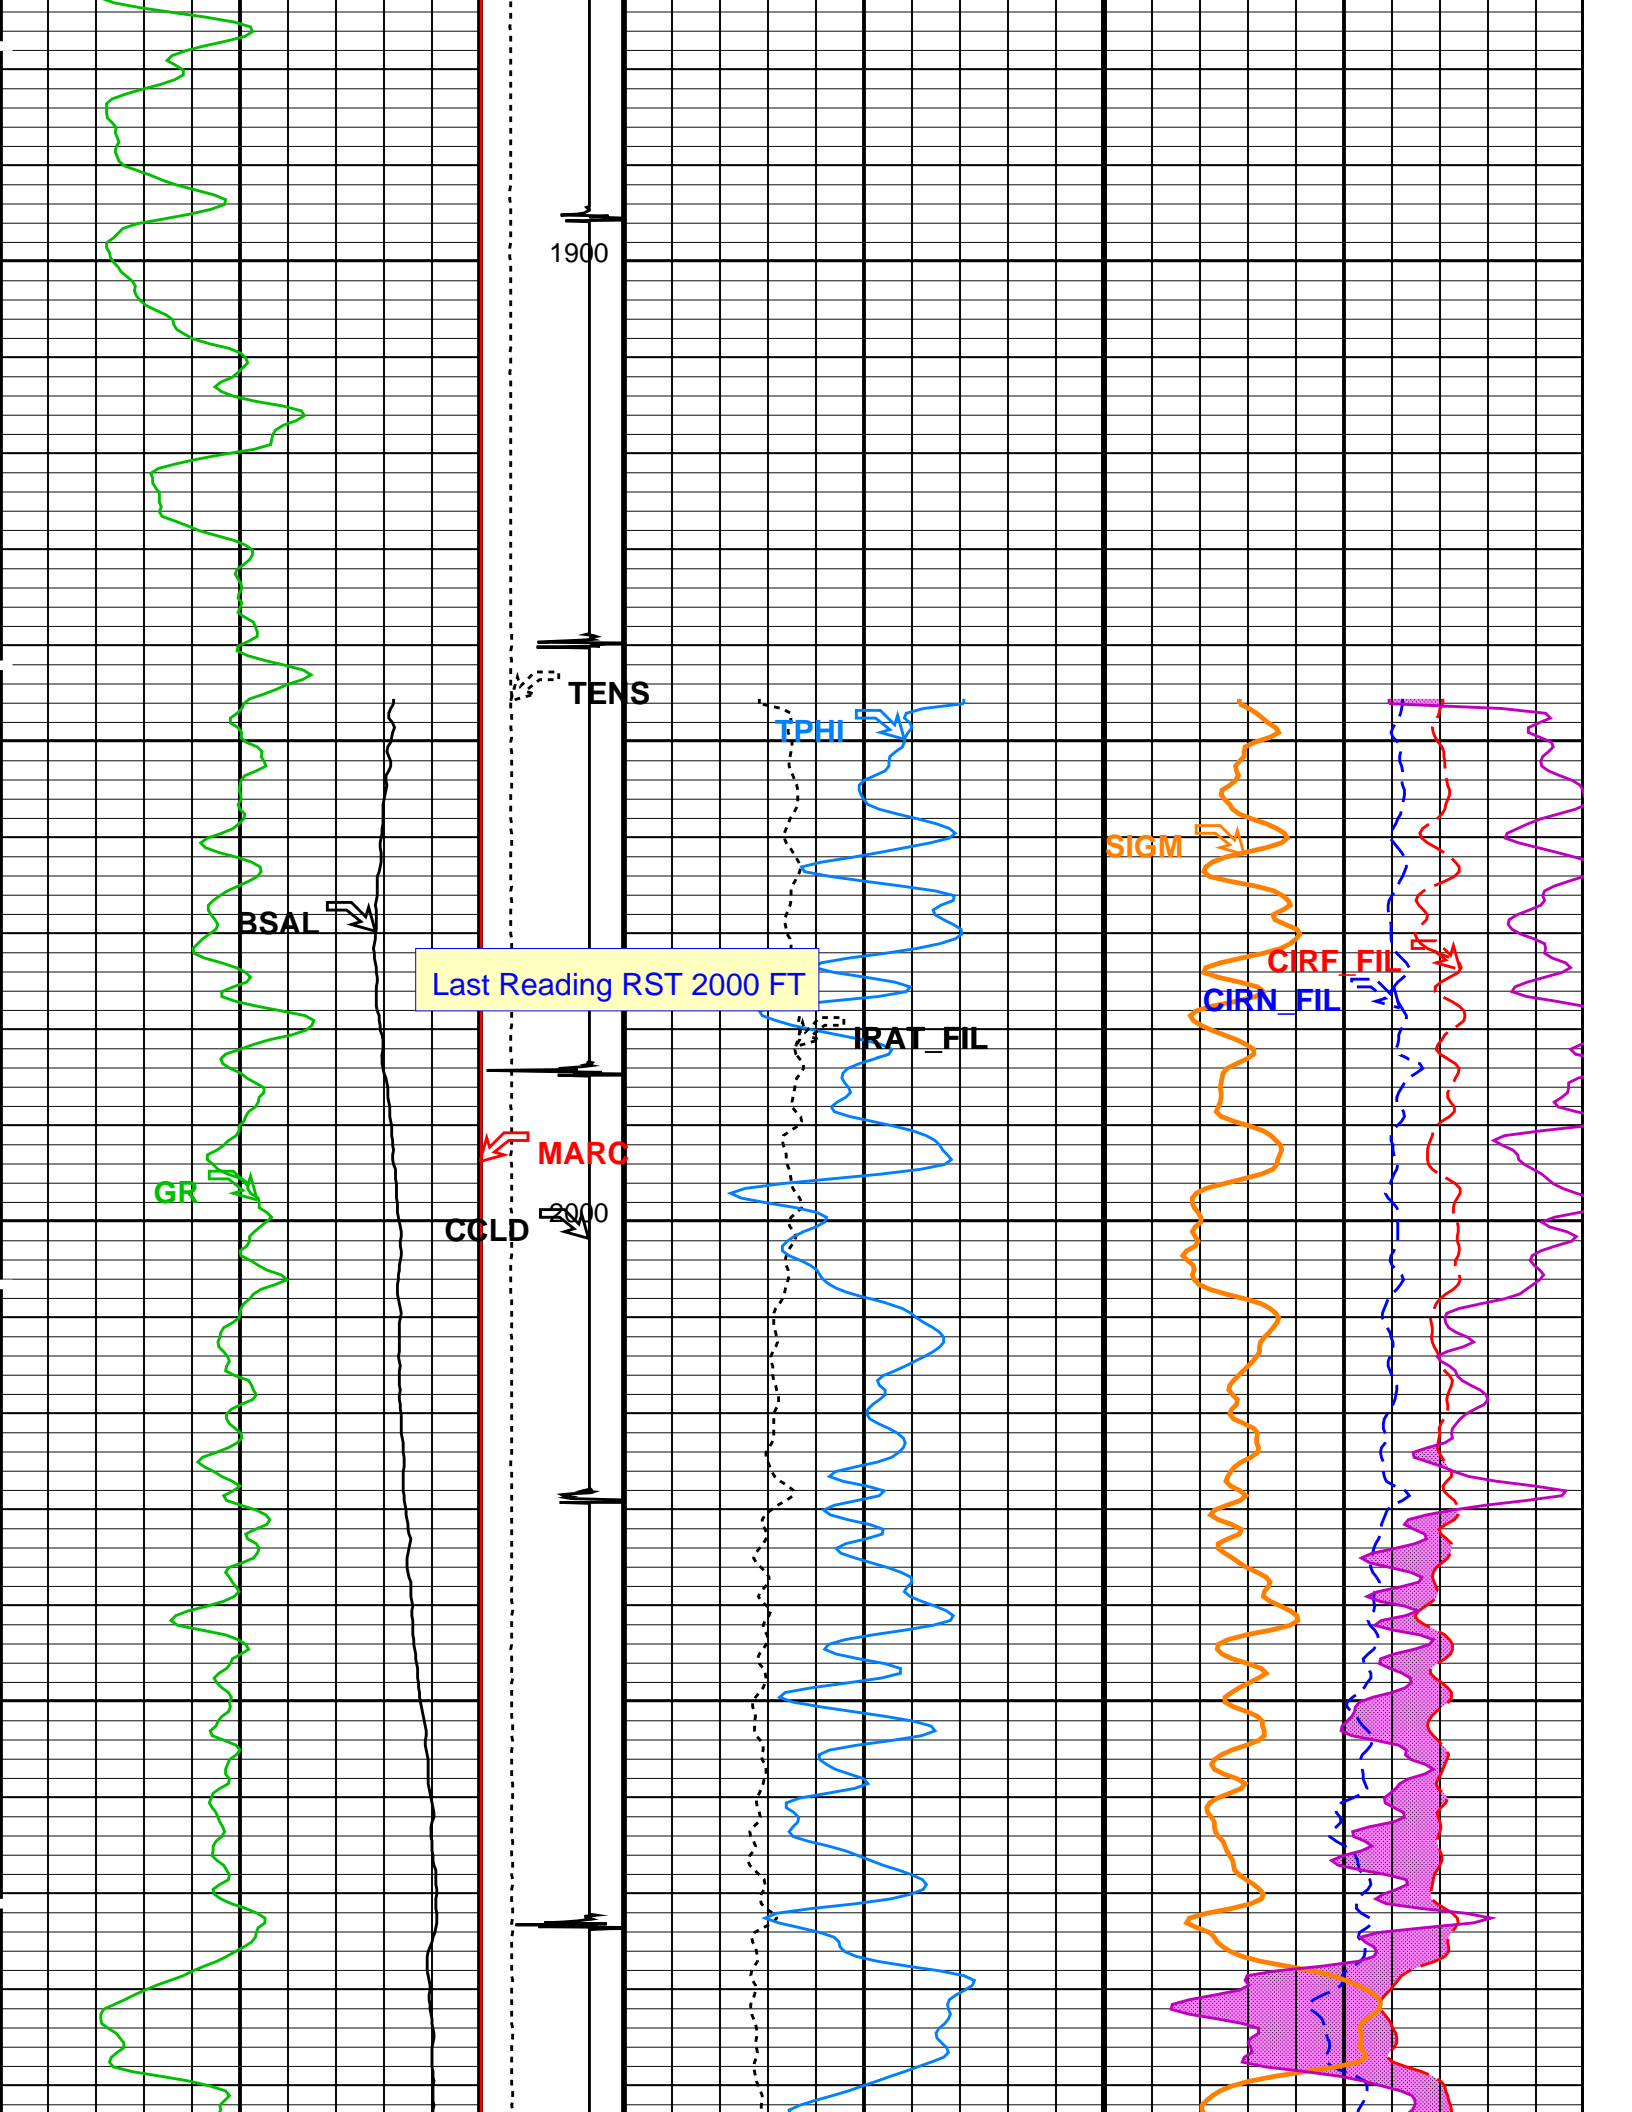 1900
TENS
TPHI
SIGM
BSAL
CIRF_FIL
Last Reading RST 2000 FT
CIRN_FIL
IRAT_FIL
MARC
GR
2000
CCLD